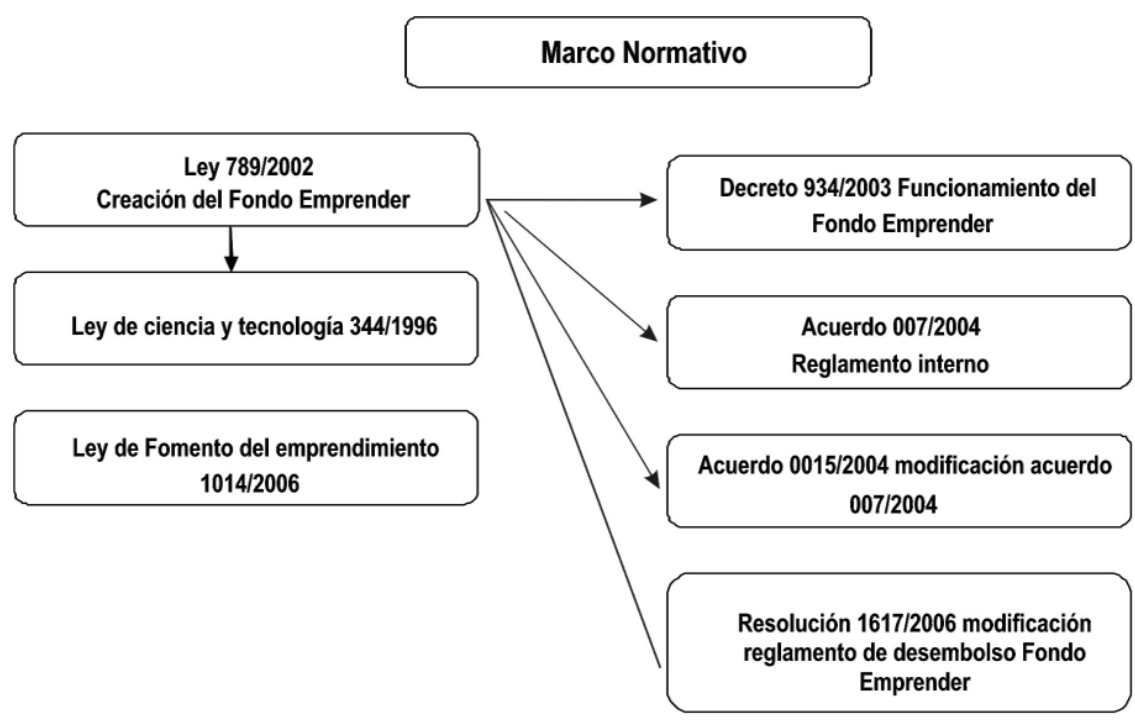 Marco Normativo
Ley 789/2002
Creación del Fondo Emprender
Ley de ciencia y tecnología 344/1996
Ley de Fomento del emprendimiento
1014/2006
Decreto 934/2003 Funcionamiento del
Fondo Emprender
Acuerdo 007/2004
Reglamento interno
Acuerdo 0015/2004 modificación acuerdo
007/2004
Resolución 1617/2006 modificación
reglamento de desembolso Fondo
Emprender